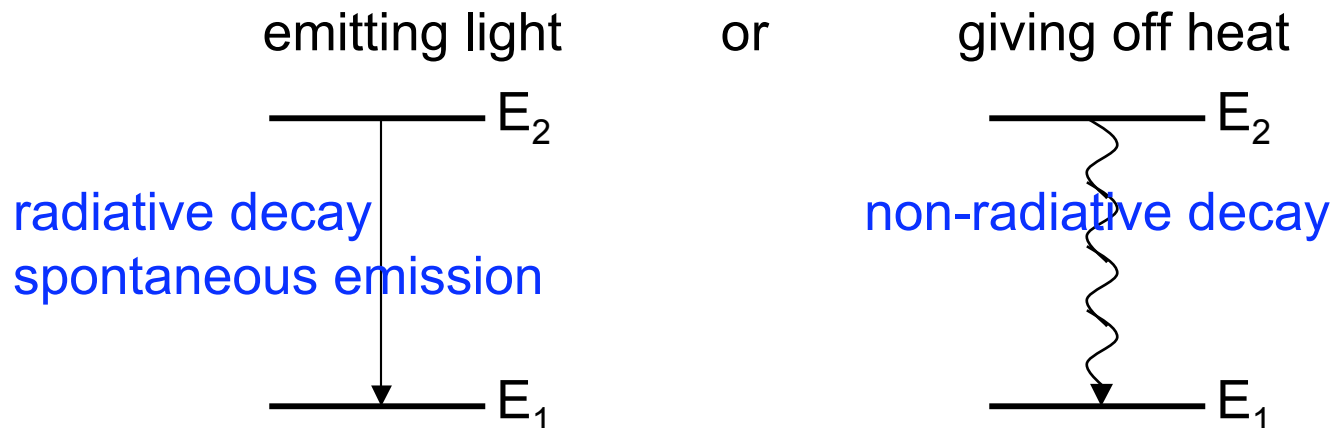 emitting light or giving off heat
E₂ E₂
radiative decay non-radiative decay
spontaneous emission
E₁ E₁